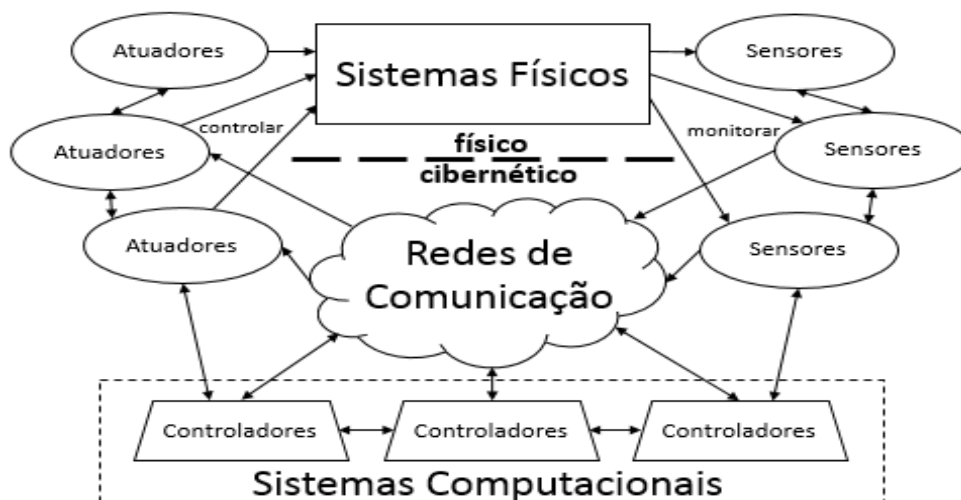 Atuadores
Sistemas Físicos
Sensores
Atuadores
controlar
monitorar
Sensores
físico
cibernético
Atuadores
Redes de
Comunicação
Sensores
Controladores
Controladores
Controladores
Sistemas Computacionais